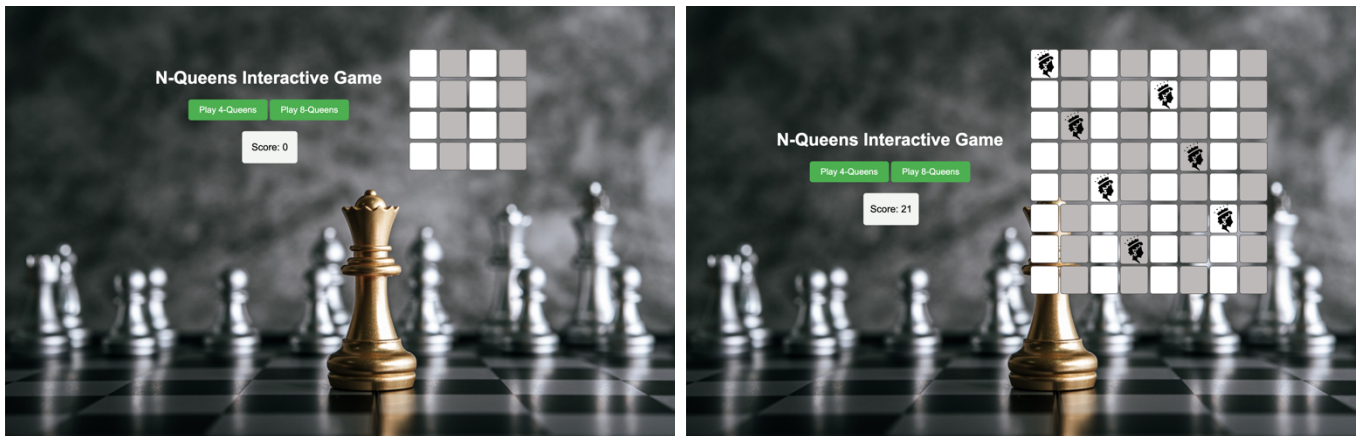 N-Queens Interactive Game
Play 4-Queens Play 8-Queens
Score: 0
N-Queens Interactive Game
Play 4-Queens Play 8-Queens
Score: 21